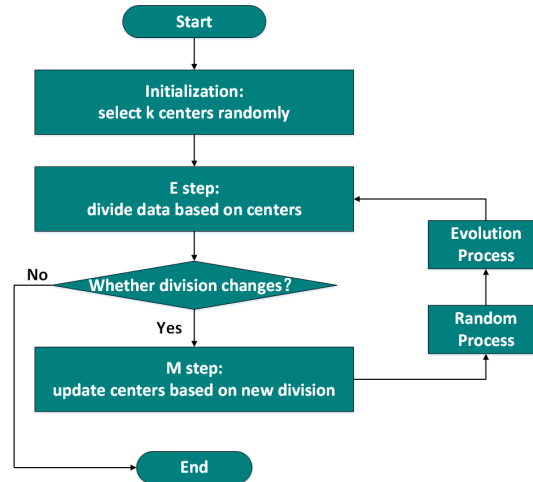 Start
Initialization:
select k centers randomly
E step:
divide data based on centers
Evolution
Process
No
Whether division changes?
Yes
Random
Process
M step:
update centers based on new division
End